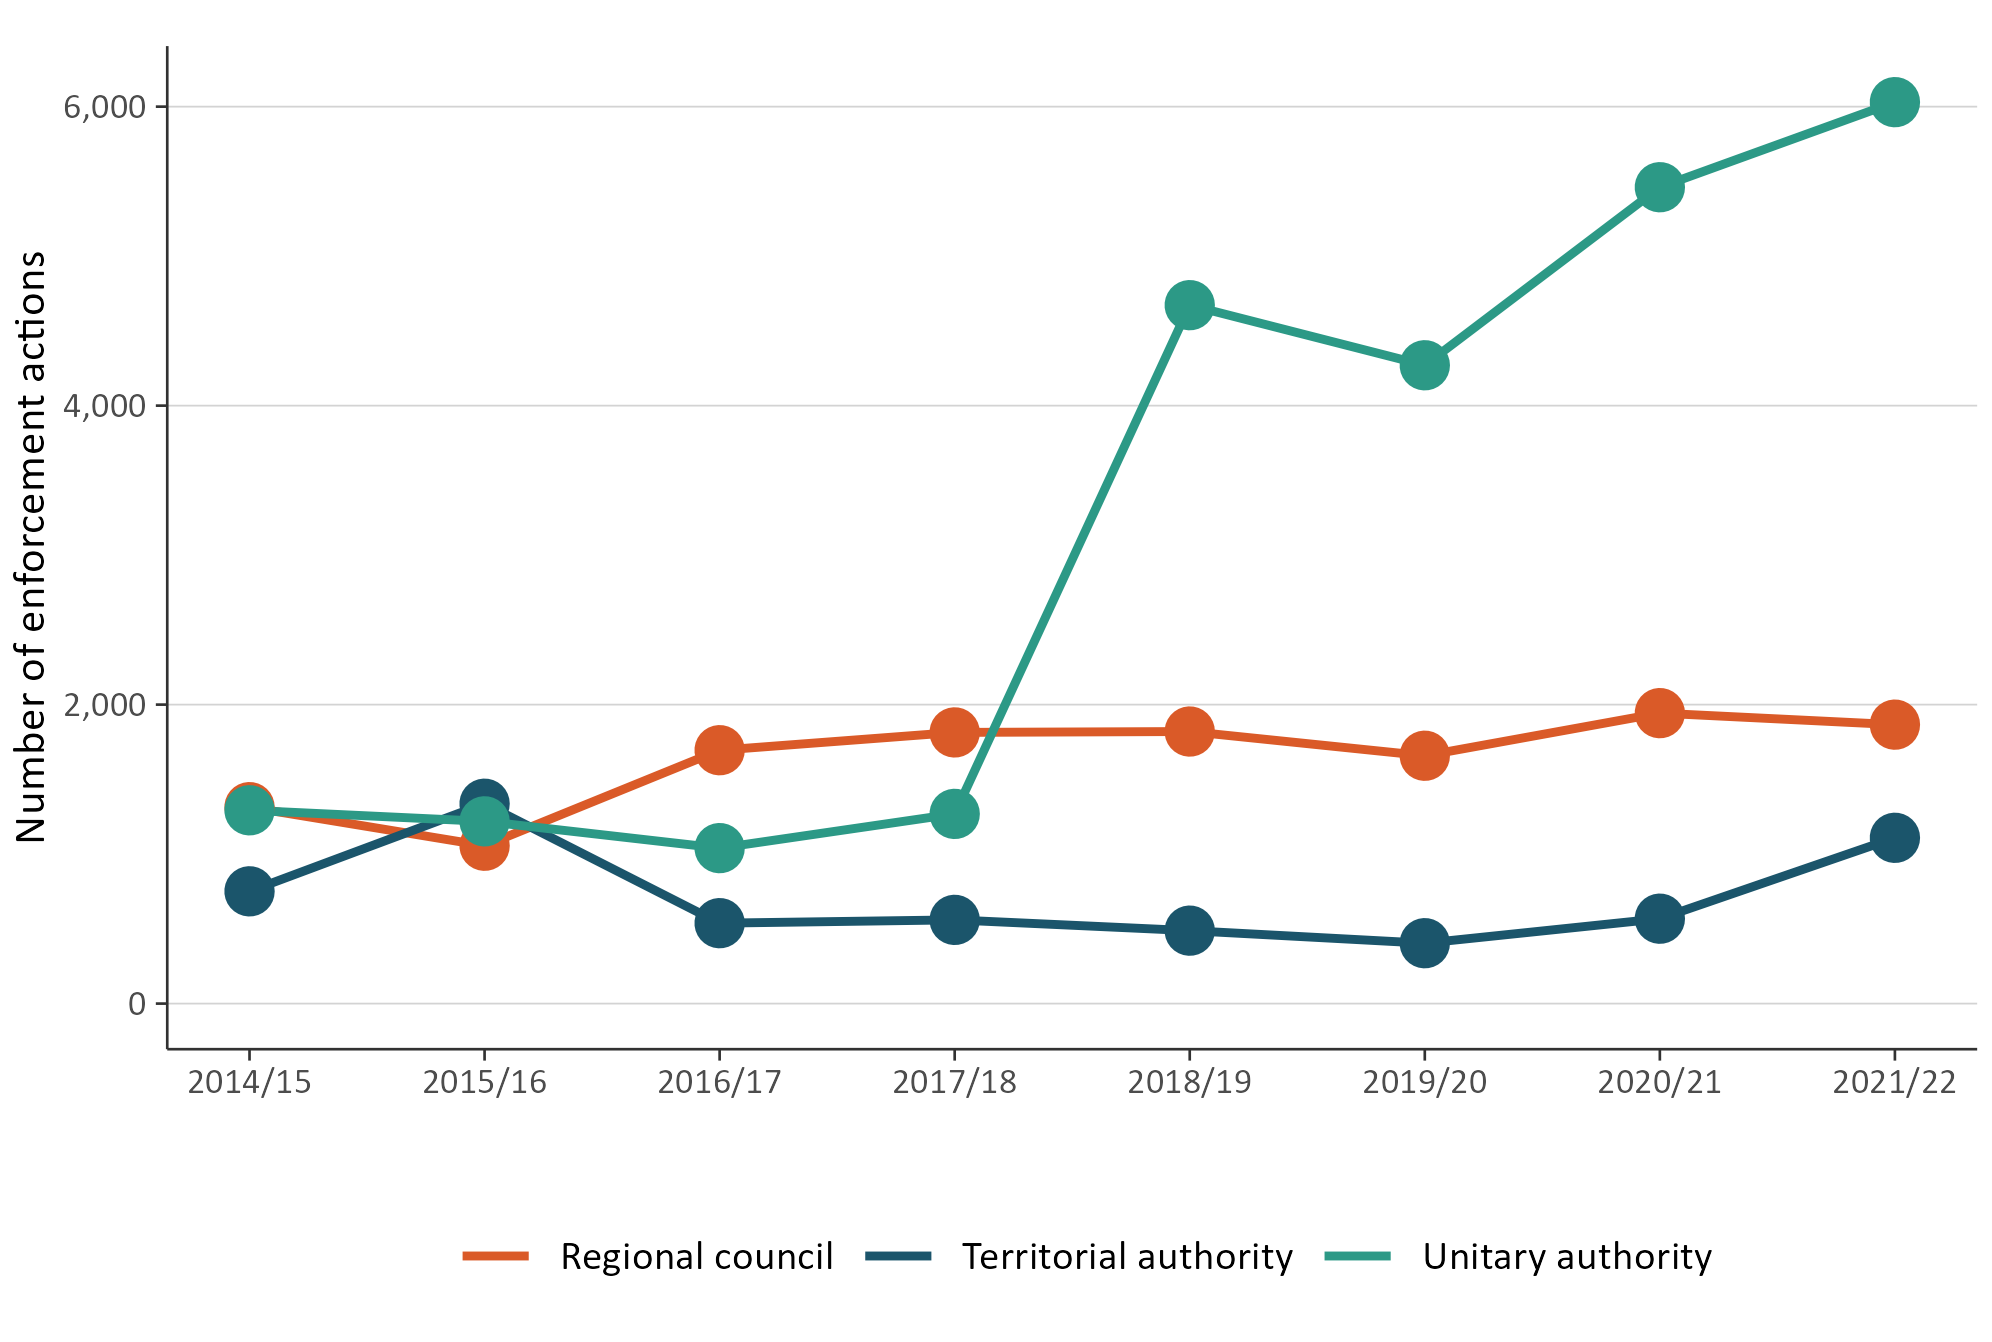 Number of enforcement actions
6,000
4,000
2,000
0
2014/15 2015/16 2016/17 2017/18 2018/19 2019/20 2020/21 2021/22
Regional council Territorial authority Unitary authority